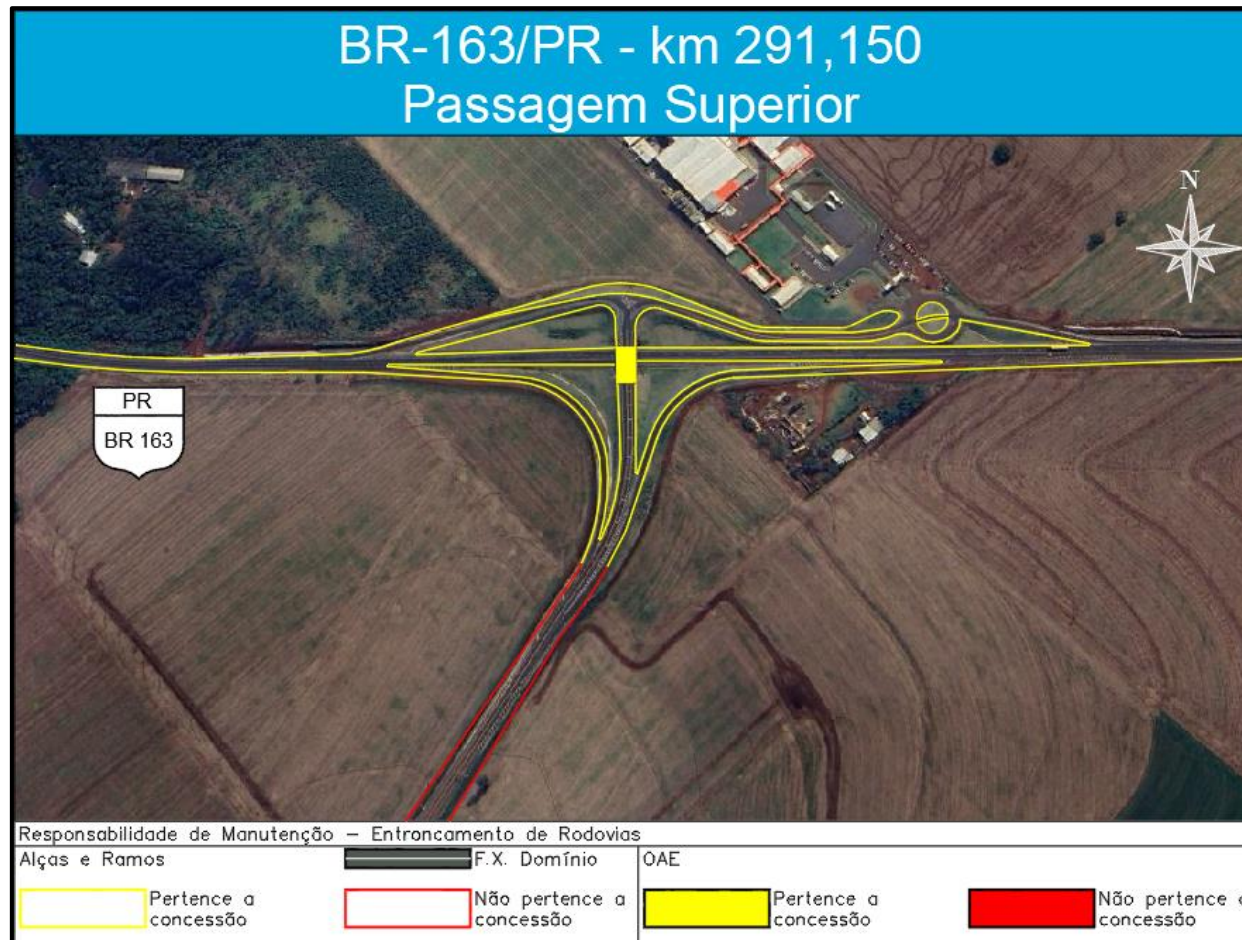 BR-163/PR - km 291,150
Passagem Superior
N
PR
BR 163
Responsabilidade de Manutenção – Entroncamento de Rodovias
Alças e Ramos
F.X. Domínio
OAE
Pertence a
concessão
Não pertence a
concessão
Pertence a
concessão
Não pertence a
concessão